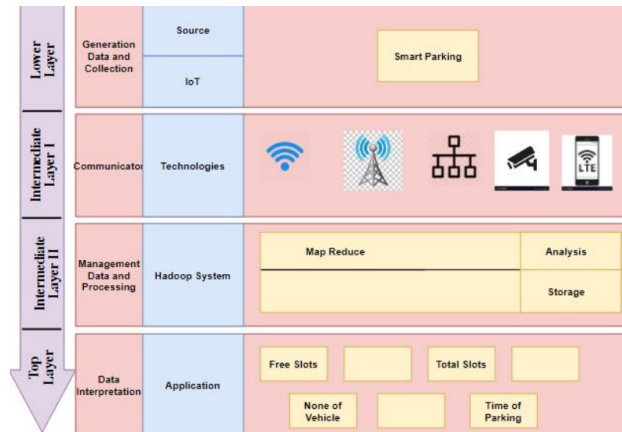 Lower
Layer
Generation
Data and
Collection
Source
IoT
Smart Parking
Intermediate
Layer I
Communicator
Technologies
LTE
Intermediate
Layer II
Management
Data and
Processing
Hadoop System
Map Reduce
Analysis
Storage
Top
Layer
Data
Interpretation
Application
Free Slots
Total Slots
None of
Vehicle
Time of
Parking